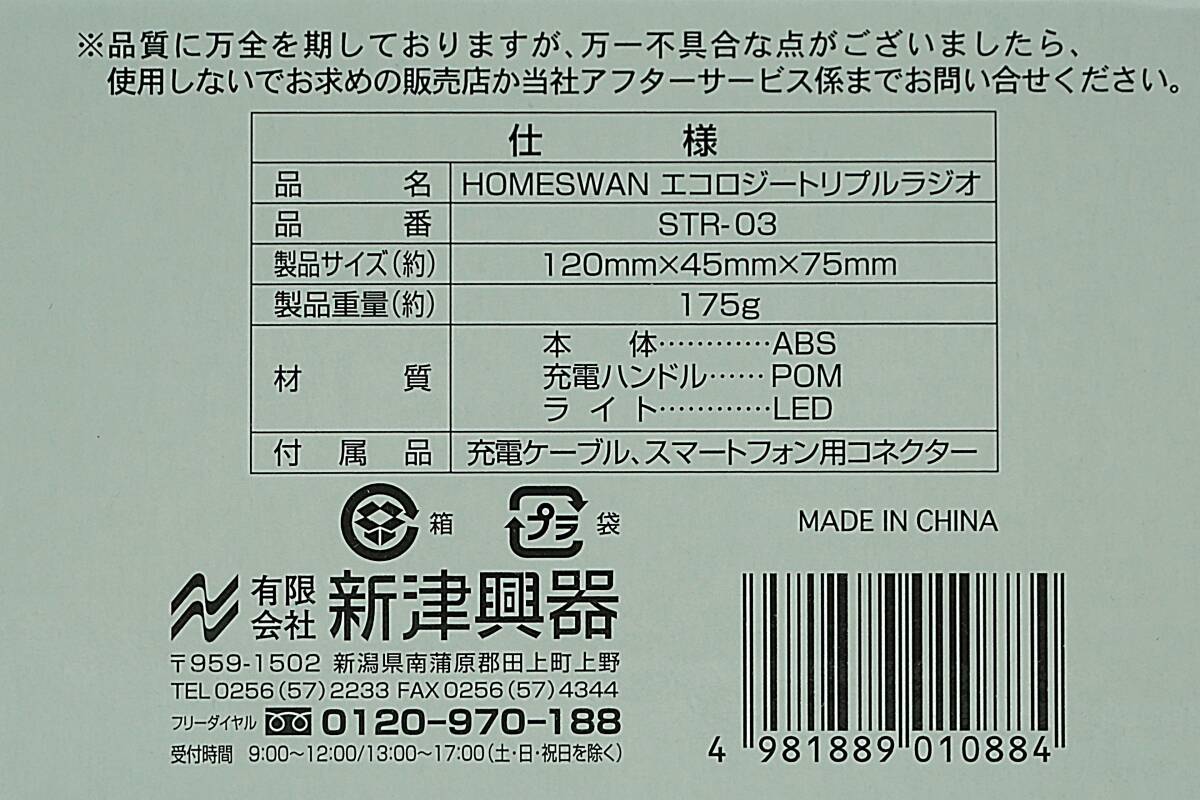 ※品質に万全を期しておりますが、万一不具合な点がございましたら、
使用しないでお求めの販売店か当社アフターサービス係までお問い合せください。
仕様
品名 HOMESWAN エコロジートリプルラジオ
品番 STR-03
製品サイズ(約) 120mm×45mm×75mm
製品重量(約) 175g
材質 本体…………ABS
充電ハンドル……POM
ライト…………LED
付属品 充電ケーブル、スマートフォン用コネクター
箱 プラ 袋 MADE IN CHINA
有限会社 新津興器
〒959-1502 新潟県南蒲原郡田上町上野
TEL 0256(57)2233 FAX 0256(57)4344
フリーダイヤル 0120-970-188
受付時間 9:00〜12:00/13:00〜17:00(土・日・祝日を除く)
4 981889 010884